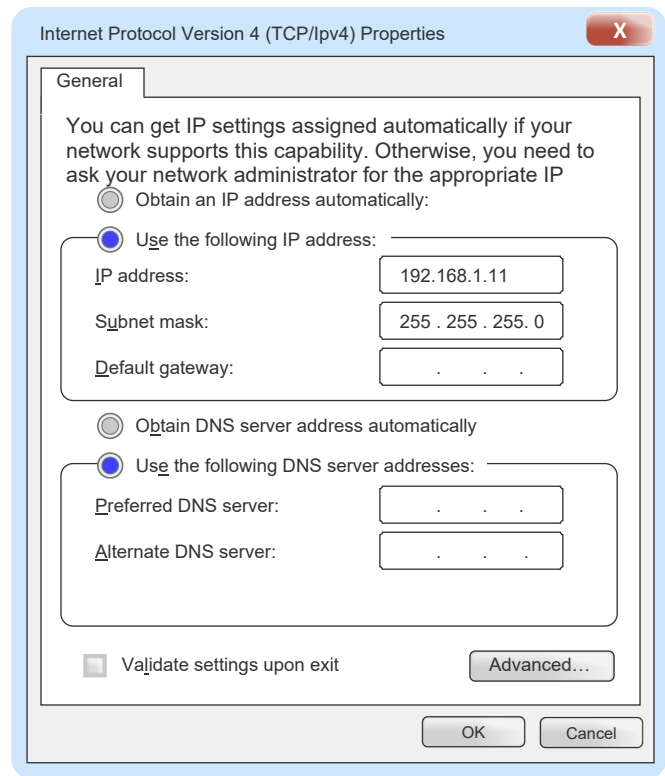 Internet Protocol Version 4 (TCP/Ipv4) Properties
X
General
You can get IP settings assigned automatically if your
network supports this capability. Otherwise, you need to
ask your network administrator for the appropriate IP
Obtain an IP address automatically:
Use the following IP address:
IP address: 192.168.1.11
Subnet mask: 255 . 255 . 255. 0
Default gateway: . . .
Obtain DNS server address automatically
Use the following DNS server addresses:
Preferred DNS server: . . .
Alternate DNS server: . . .
Validate settings upon exit Advanced…
OK Cancel